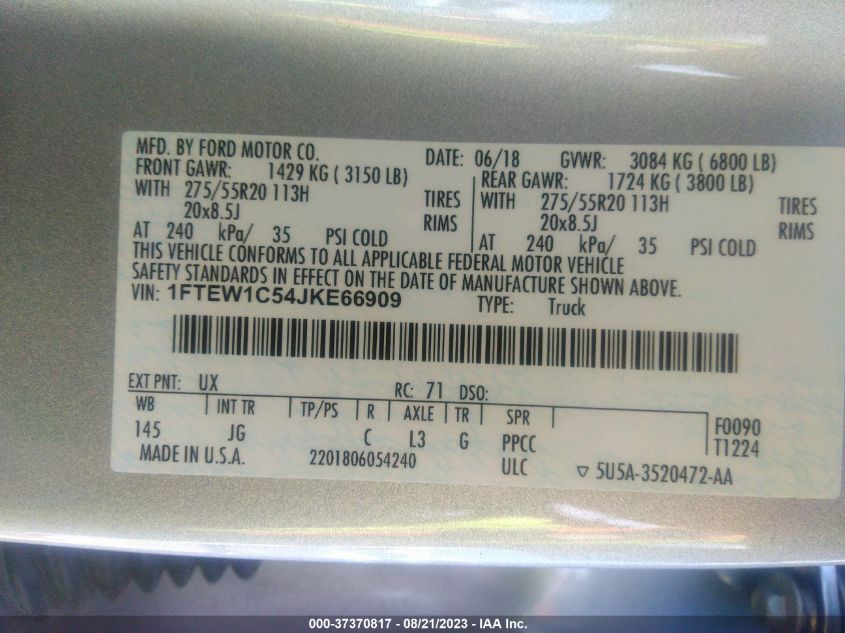 MFD. BY FORD MOTOR CO. DATE: 06/18 GVWR: 3084 KG ( 6800 LB)
FRONT GAWR: 1429 KG ( 3150 LB) REAR GAWR: 1724 KG ( 3800 LB)
WITH 275/55R20 113H TIRES WITH 275/55R20 113H TIRES
20x8.5J RIMS 20x8.5J RIMS
AT 240 kPa/ 35 PSI COLD AT 240 kPa/ 35 PSI COLD
THIS VEHICLE CONFORMS TO ALL APPLICABLE FEDERAL MOTOR VEHICLE
SAFETY STANDARDS IN EFFECT ON THE DATE OF MANUFACTURE SHOWN ABOVE.
VIN: 1FTEW1C54JKE66909 TYPE: Truck
EXT PNT: UX RC: 71 DSO:
WB INT TR TP/PS R AXLE TR SPR F0090
145 JG C L3 G PPCC T1224
MADE IN U.S.A. 2201806054240 ULC ▽ 5U5A-3520472-AA
000-37370817 - 08/21/2023 - IAA Inc.